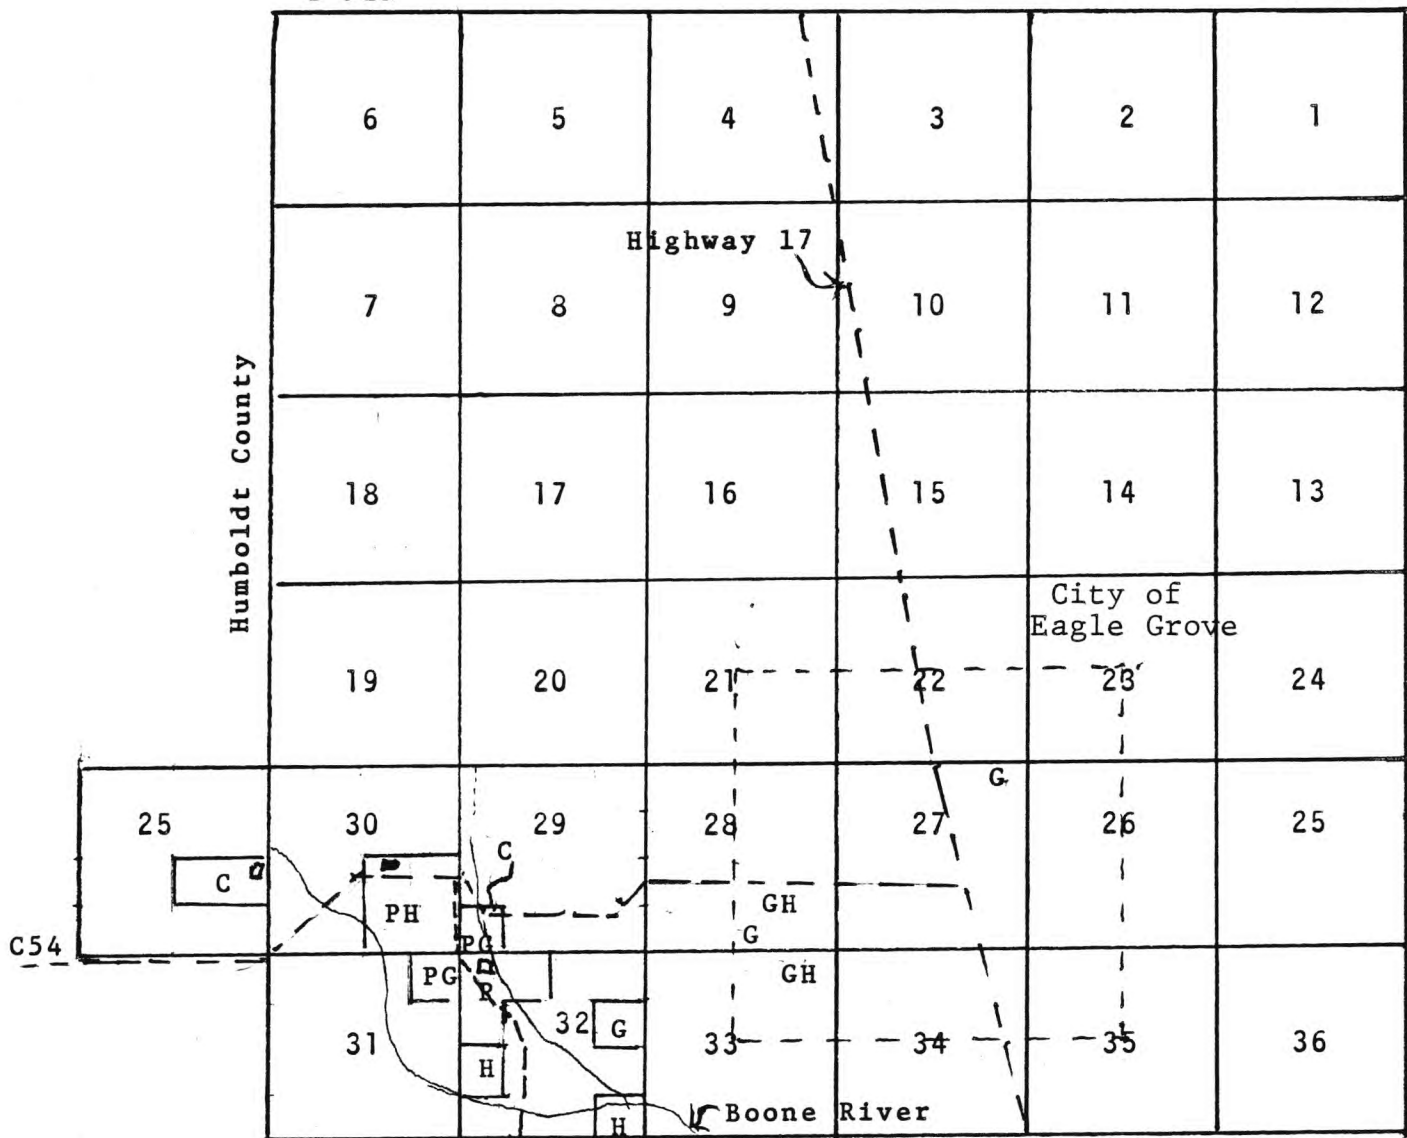 6 5 4 3 2 1
Highway 17
7 8 9 10 11 12
Humboldt County
18 17 16 15 14 13
City of
Eagle Grove
19 20 21 22 23 24
G
25 30 29 28 27 26 25
C
C
PH
GH
PG
G
C54
PG
GH
R
32
G
31
33 34 35 36
H
Boone River
H